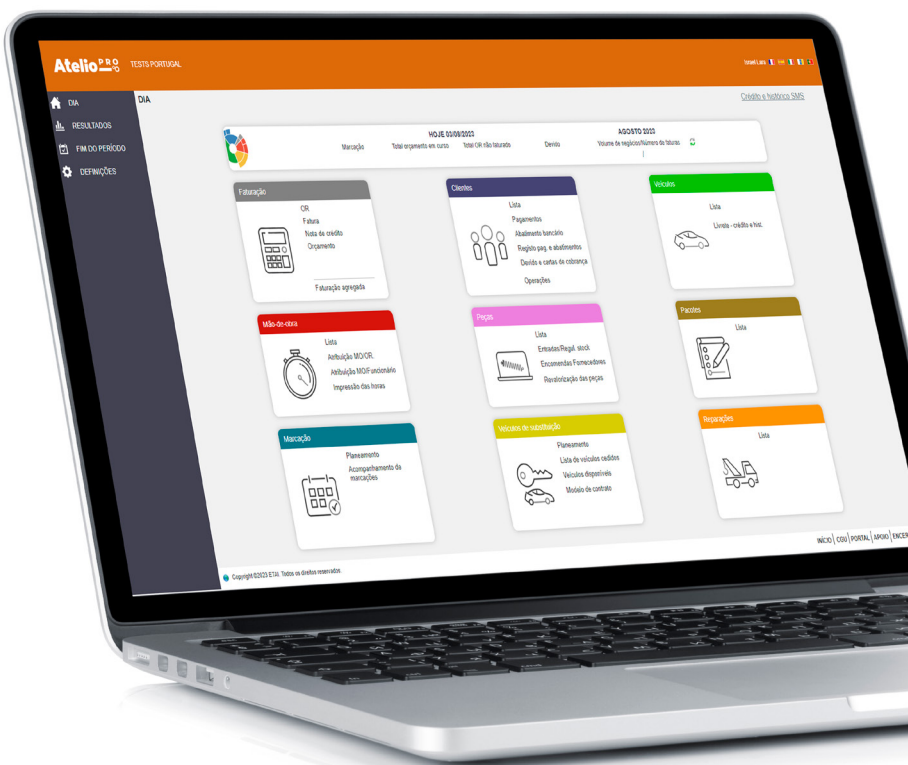 Atelio PRO
TESTS PORTUGAL
Israel Lara
DIA
RESULTADOS
FIM DO PERÍODO
DEFINIÇÕES
DIA
Crédito e histórico SMS
HOJE 03/08/2023
Marcação
Total orçamento em curso
Total OR não faturado
Devido
AGOSTO 2023
Volume de negócios/Número de faturas
|
Faturação
OR
Fatura
Nota de crédito
Orçamento
Faturação agregada
Clientes
Lista
Pagamentos
Abatimento bancário
Registo pag. e abatimentos
Devido e cartas de cobrança
Operações
Veículos
Lista
Livrete - crédito e hist.
Mão-de-obra
Lista
Atribuição MO/OR.
Atribuição MO/Funcionário
Impressão das horas
Peças
Lista
Entradas/Regul. stock
Encomendas Fornecedores
Revalorização das peças
Pacotes
Lista
Marcação
Planeamento
Acompanhamento da
marcações
Veículos de substituição
Planeamento
Lista de veículos cedidos
Veículos disponíveis
Modelo de contrato
Reparações
Lista
INÍCIO | CGU | PORTAL | APOIO | ENCER
Copyright ©2023 ETAI. Todos os direitos reservados.